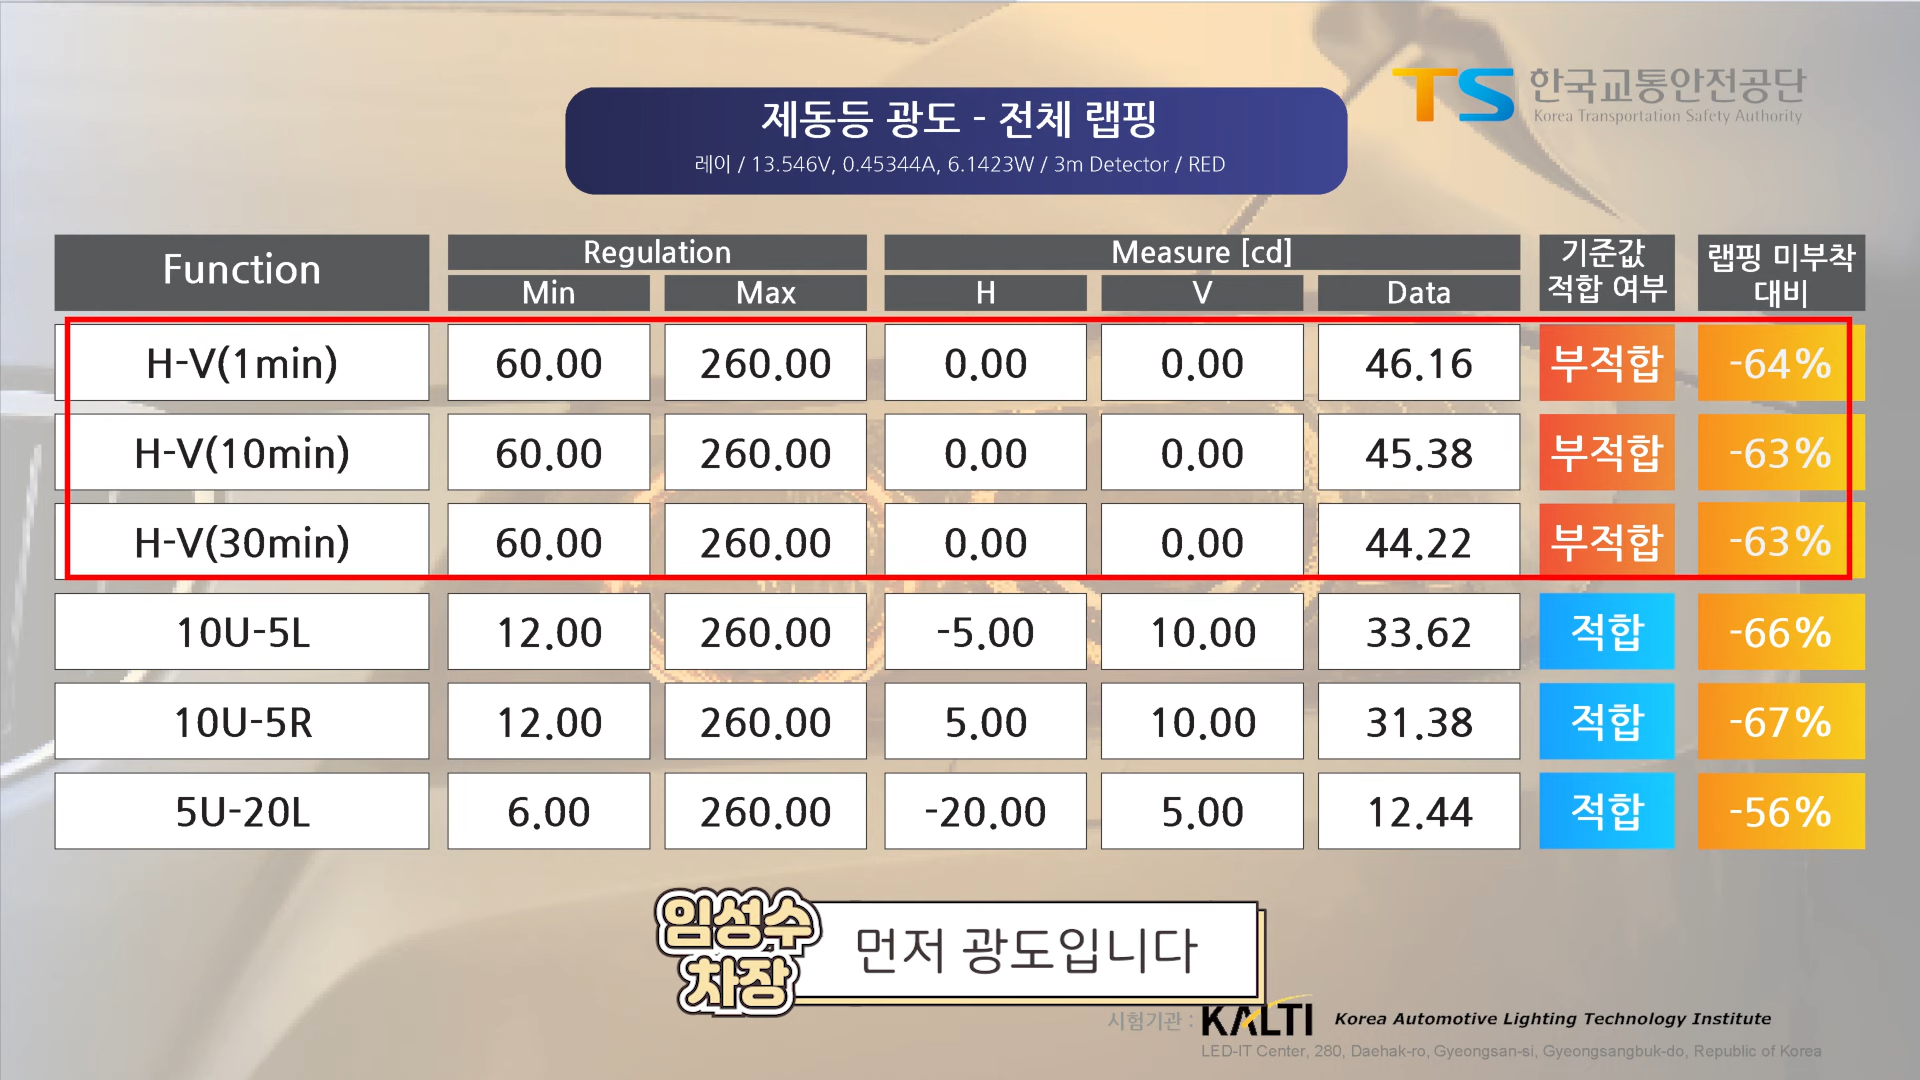 TS 한국교통안전공단
Korea Transportation Safety Authority
제동등 광도 - 전체 랩핑
레이 / 13.546V, 0.45344A, 6.1423W / 3m Detector / RED
Function Regulation Measure [cd] 기준값 적합 여부 랩핑 미부착 대비
Min Max H V Data
H-V(1min) 60.00 260.00 0.00 0.00 46.16 부적합 -64%
H-V(10min) 60.00 260.00 0.00 0.00 45.38 부적합 -63%
H-V(30min) 60.00 260.00 0.00 0.00 44.22 부적합 -63%
10U-5L 12.00 260.00 -5.00 10.00 33.62 적합 -66%
10U-5R 12.00 260.00 5.00 10.00 31.38 적합 -67%
5U-20L 6.00 260.00 -20.00 5.00 12.44 적합 -56%
임성수
차장
먼저 광도입니다
시험기관 : KALTI Korea Automotive Lighting Technology Institute
LED-IT Center, 280, Daehak-ro, Gyeongsan-si, Gyeongsangbuk-do, Republic of Korea